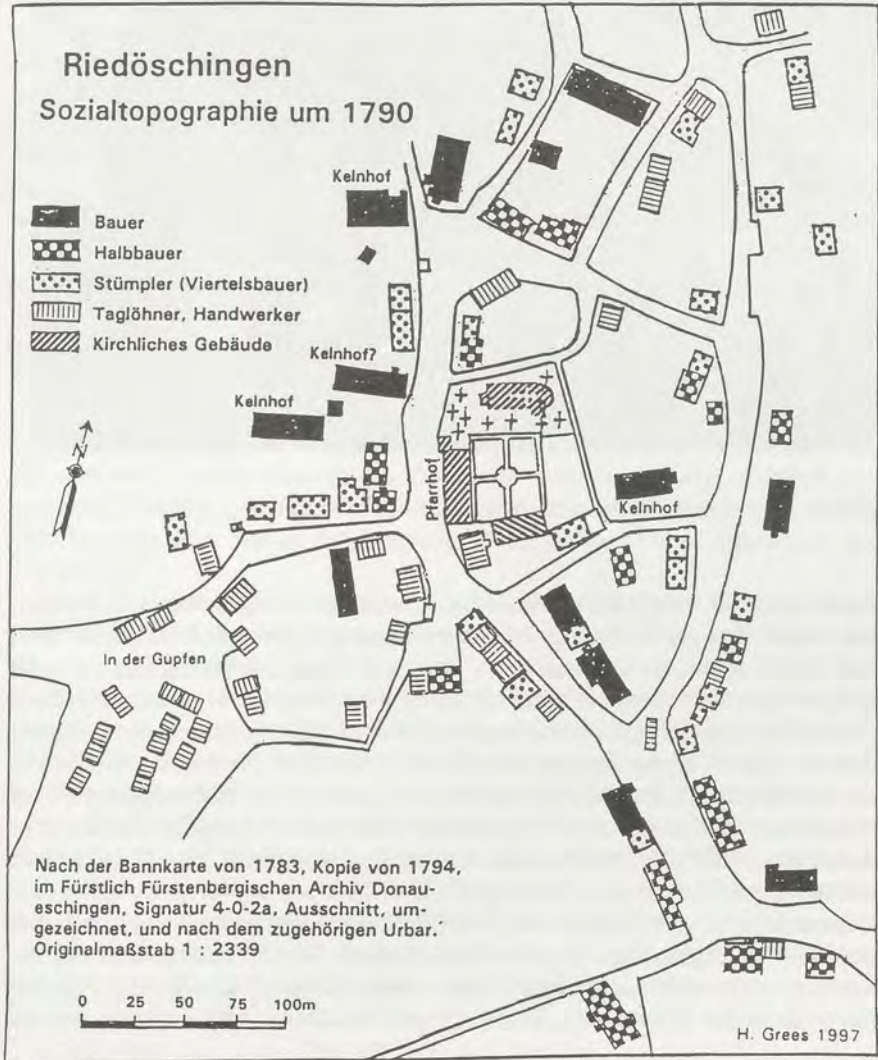 Riedöschingen
Sozialtopographie um 1790
Bauer
Halbbauer
Stümpler (Viertelsbauer)
Taglöhner, Handwerker
Kirchliches Gebäude
Kelnhof
Kelnhof?
Kelnhof
N
Pfarrhof
Kelnhof
In der Gupfen
Nach der Bannkarte von 1783, Kopie von 1794,
im Fürstlich Fürstenbergischen Archiv Donau-
eschingen, Signatur 4-0-2a, Ausschnitt, um-
gezeichnet, und nach dem zugehörigen Urbar.
Originalmaßstab 1 : 2339
0 25 50 75 100m
H. Grees 1997